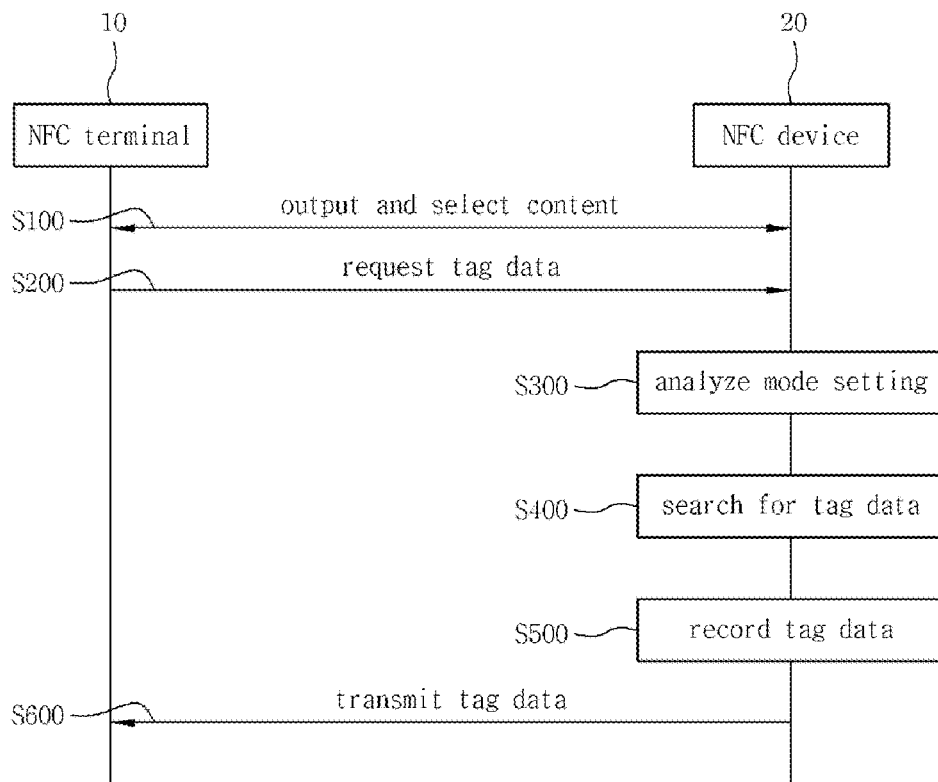 10
20
NFC terminal
NFC device
S100
output and select content
S200
request tag data
S300
analyze mode setting
S400
search for tag data
S500
record tag data
S600
transmit tag data